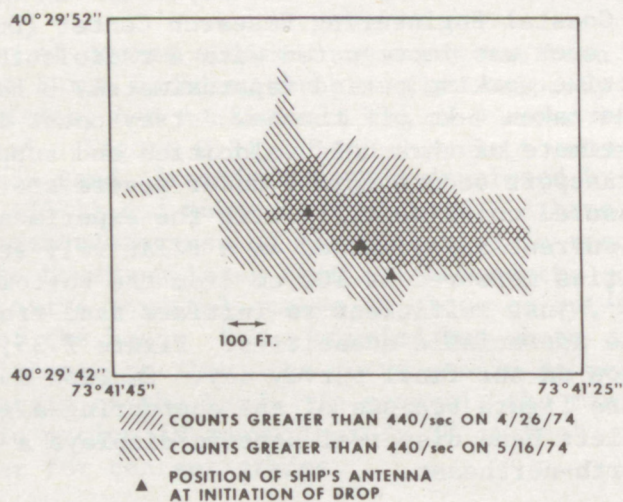 40°29'52"
100 FT.
40°29'42"
73°41'45" 73°41'25"
COUNTS GREATER THAN 440/sec ON 4/26/74
COUNTS GREATER THAN 440/sec ON 5/16/74
POSITION OF SHIP'S ANTENNA
AT INITIATION OF DROP